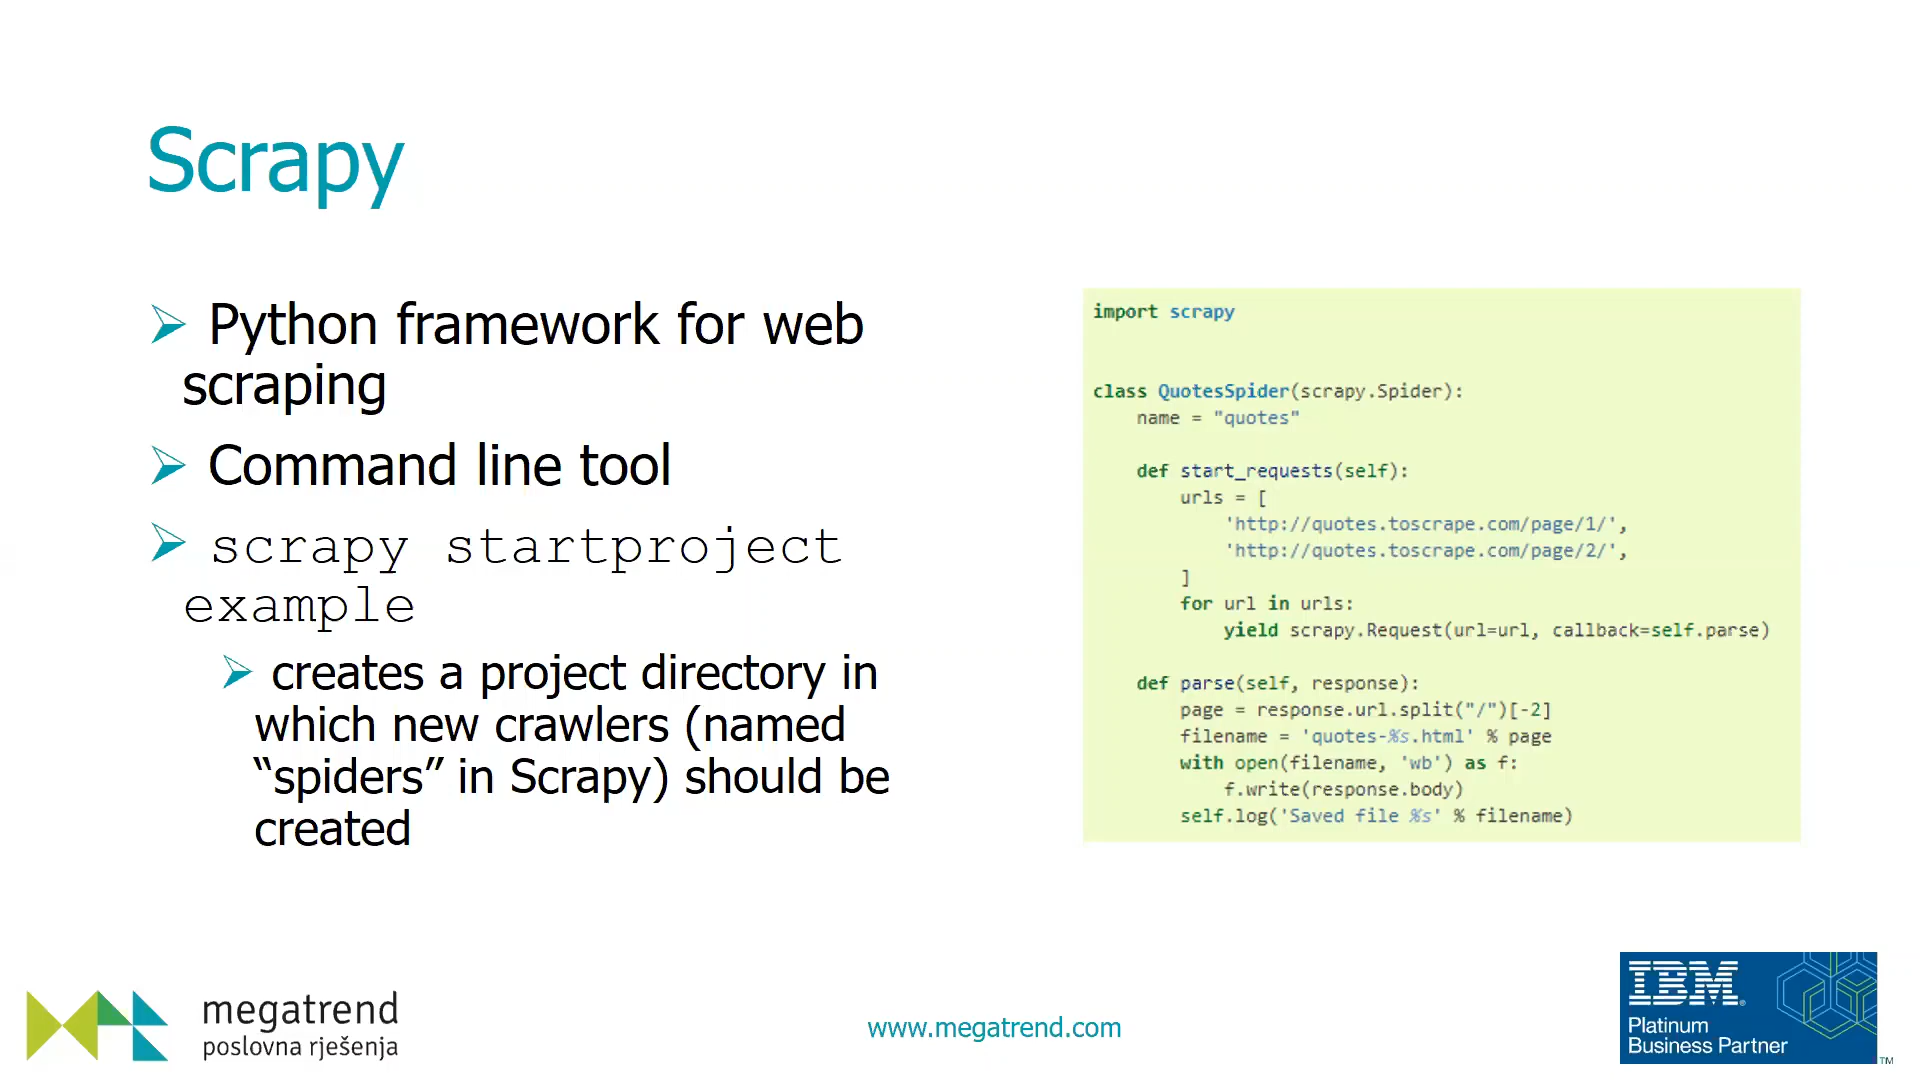 Scrapy
Python framework for web
scraping
Command line tool
scrapy startproject
example
creates a project directory in
which new crawlers (named
“spiders” in Scrapy) should be
created
import scrapy
class QuotesSpider(scrapy.Spider):
    name = "quotes"
    def start_requests(self):
        urls = [
            'http://quotes.toscrape.com/page/1/',
            'http://quotes.toscrape.com/page/2/',
        ]
        for url in urls:
            yield scrapy.Request(url=url, callback=self.parse)
    def parse(self, response):
        page = response.url.split("/")[-2]
        filename = 'quotes-%s.html' % page
        with open(filename, 'wb') as f:
            f.write(response.body)
        self.log('Saved file %s' % filename)
megatrend
poslovna rješenja
www.megatrend.com
IBM®
Platinum
Business Partner
™